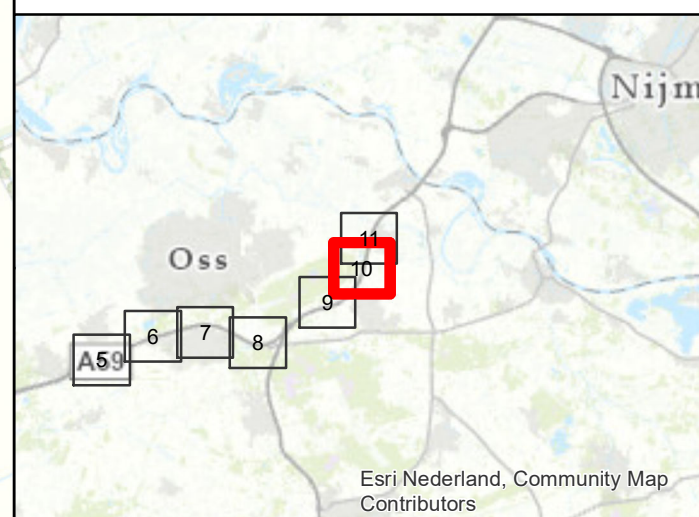 Nijm
11
Oss
10
9
6
7
8
A59
5
Esri Nederland, Community Map
Contributors